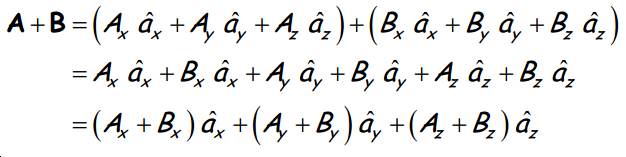 A + B = (Aₓ âₓ + A_y â_y + A_z â_z) + (Bₓ âₓ + B_y â_y + B_z â_z)
= Aₓ âₓ + Bₓ âₓ + A_y â_y + B_y â_y + A_z â_z + B_z â_z
= (Aₓ + Bₓ) âₓ + (A_y + B_y) â_y + (A_z + B_z) â_z